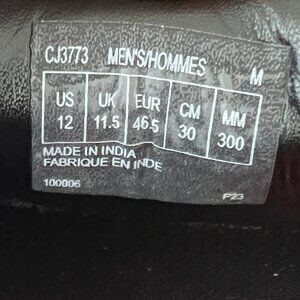 CJ3773 MEN'S/HOMMES M
US UK EUR CM MM
12 11.5 46.5 30 300
MADE IN INDIA
FABRIQUE EN INDE
100006 F23